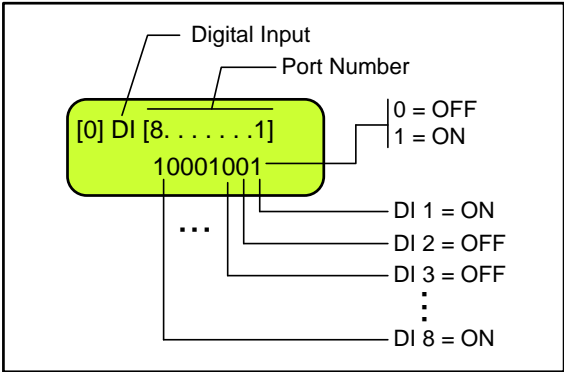 Digital Input
Port Number
[0] DI [8. . . . . . .1]
10001001
0 = OFF
1 = ON
...
DI 1 = ON
DI 2 = OFF
DI 3 = OFF
⋮
DI 8 = ON